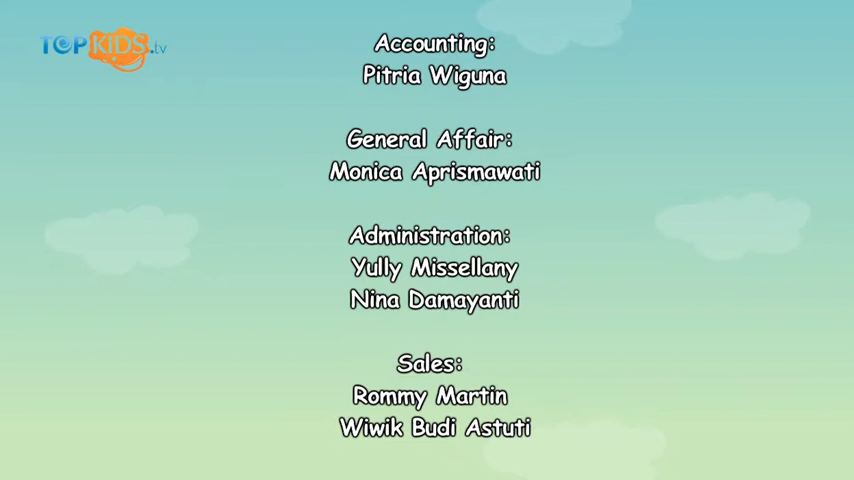 TOPKIDS.tv
Accounting:
Pitria Wiguna
General Affair:
Monica Aprismawati
Administration:
Yully Missellany
Nina Damayanti
Sales:
Rommy Martin
Wiwik Budi Astuti